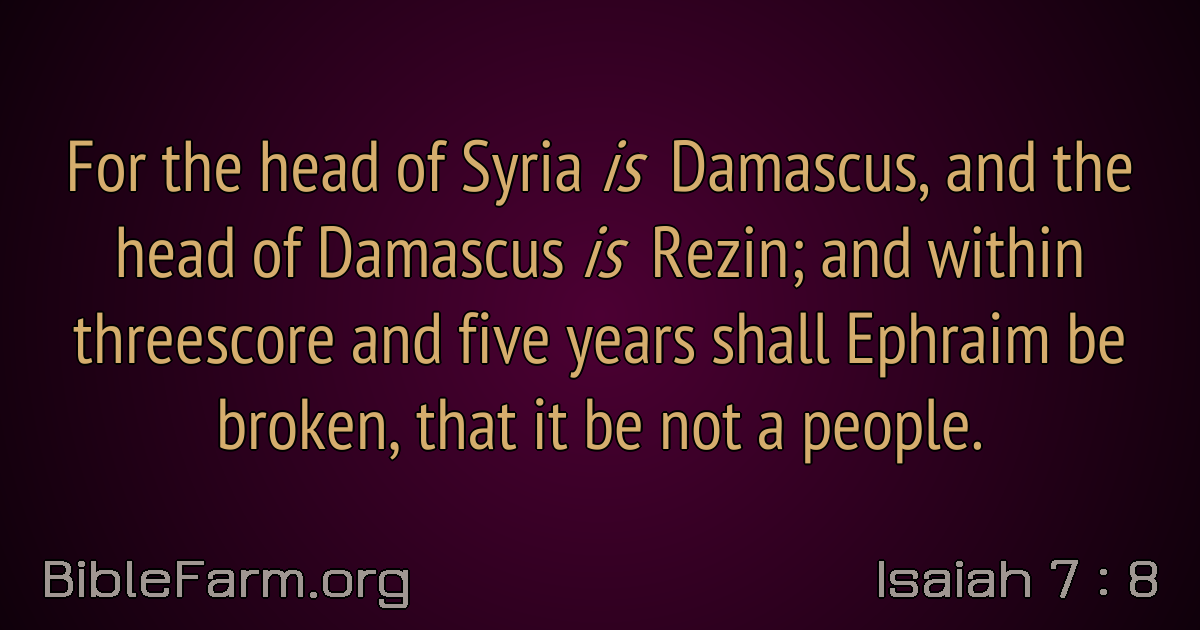 For the head of Syria is Damascus, and the
head of Damascus is Rezin; and within
threescore and five years shall Ephraim be
broken, that it be not a people.
BibleFarm.org
Isaiah 7 : 8